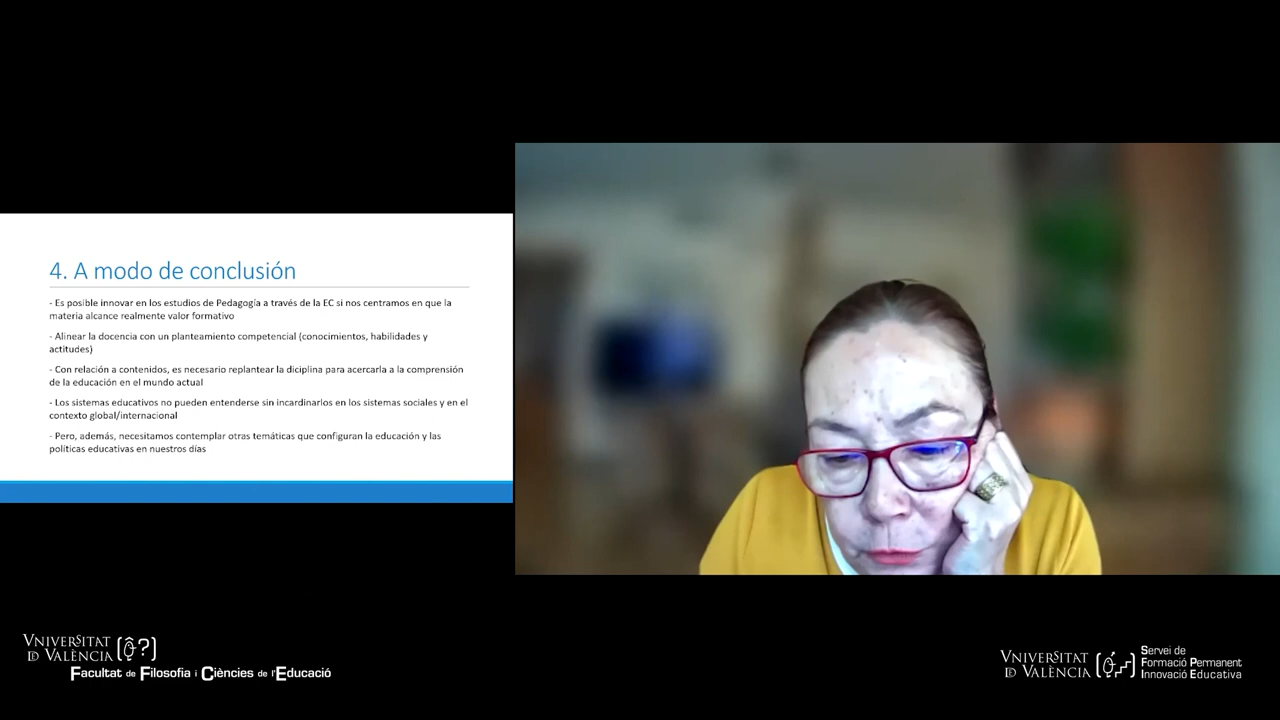 4. A modo de conclusión
- Es posible innovar en los estudios de Pedagogía a través de la EC si nos centramos en que la
materia alcance realmente valor formativo
- Alinear la docencia con un planteamiento competencial (conocimientos, habilidades y
actitudes)
- Con relación a contenidos, es necesario replantear la diciplina para acercarla a la comprensión
de la educación en el mundo actual
- Los sistemas educativos no pueden entenderse sin incardinarlos en los sistemas sociales y en el
contexto global/internacional
- Pero, además, necesitamos contemplar otras temáticas que configuran la educación y las
políticas educativas en nuestros días
VNIVERSITAT
ID VALÈNCIA
Facultat de Filosofia i Ciències de l'Educació
VNIVERSITAT
ID VALÈNCIA
Servei de
Formació Permanent
Innovació Educativa